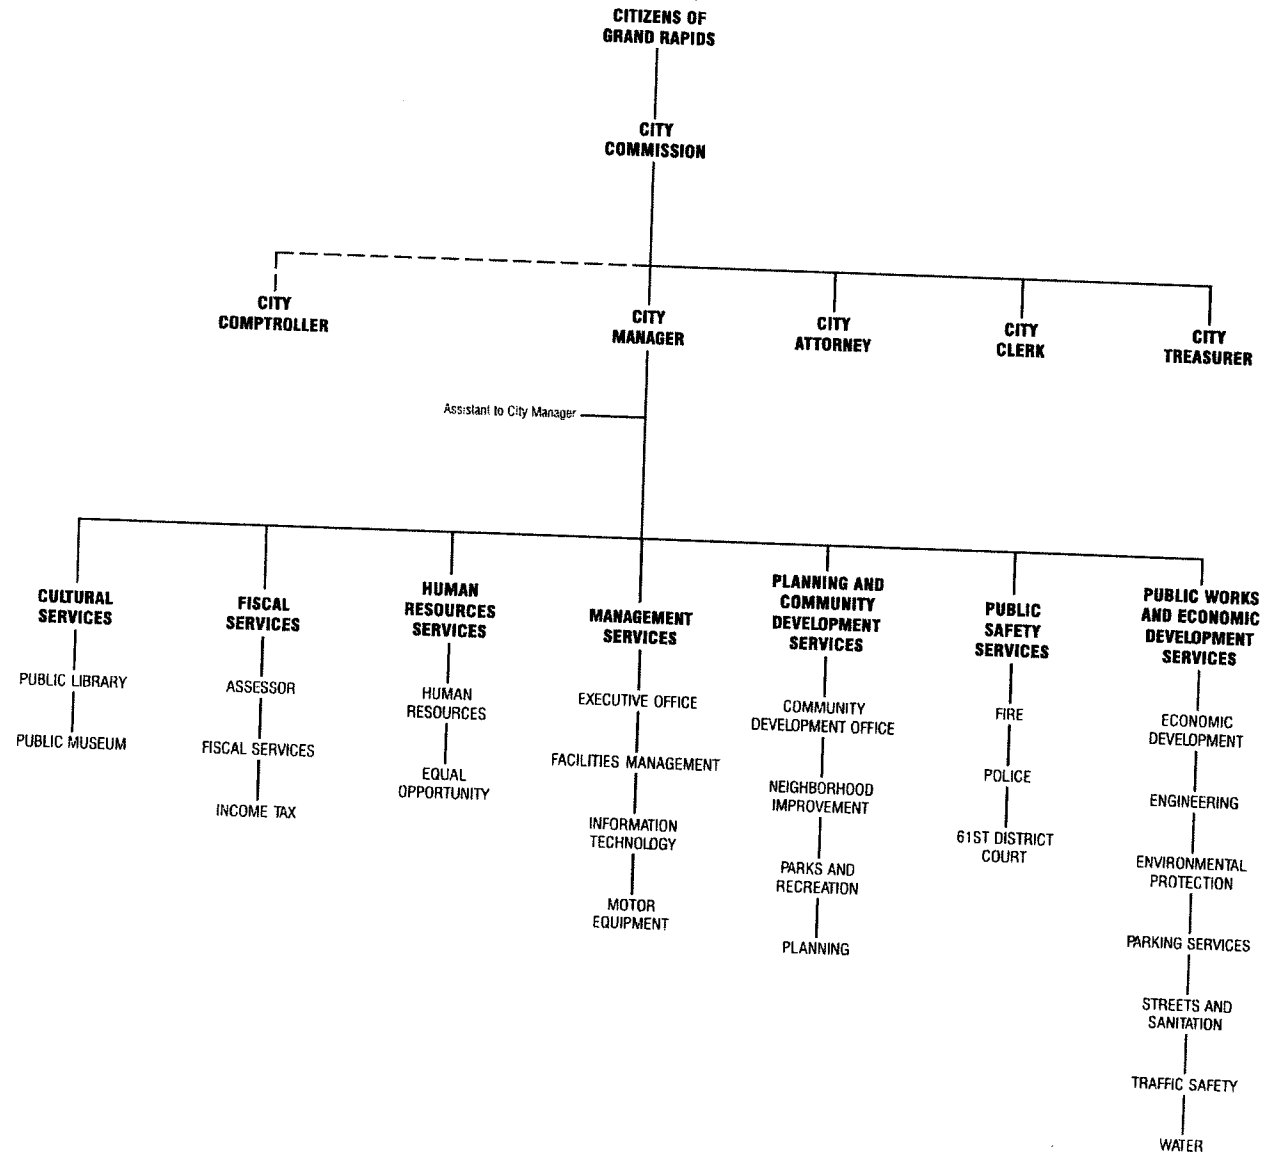 CITIZENS OF
GRAND RAPIDS
CITY
COMMISSION
CITY
COMPTROLLER
CITY
MANAGER
CITY
ATTORNEY
CITY
CLERK
CITY
TREASURER
Assistant to City Manager
CULTURAL
SERVICES
PUBLIC LIBRARY
PUBLIC MUSEUM
FISCAL
SERVICES
ASSESSOR
FISCAL SERVICES
INCOME TAX
HUMAN
RESOURCES
SERVICES
HUMAN
RESOURCES
EQUAL
OPPORTUNITY
MANAGEMENT
SERVICES
EXECUTIVE OFFICE
FACILITIES MANAGEMENT
INFORMATION
TECHNOLOGY
MOTOR
EQUIPMENT
PLANNING AND
COMMUNITY
DEVELOPMENT
SERVICES
COMMUNITY
DEVELOPMENT OFFICE
NEIGHBORHOOD
IMPROVEMENT
PARKS AND
RECREATION
PLANNING
PUBLIC
SAFETY
SERVICES
FIRE
POLICE
61ST DISTRICT
COURT
PUBLIC WORKS
AND ECONOMIC
DEVELOPMENT
SERVICES
ECONOMIC
DEVELOPMENT
ENGINEERING
ENVIRONMENTAL
PROTECTION
PARKING SERVICES
STREETS AND
SANITATION
TRAFFIC SAFETY
WATER